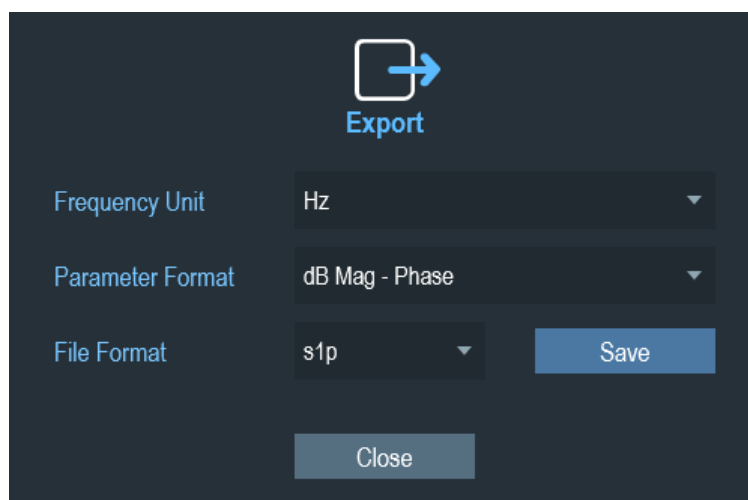 Export
Frequency Unit Hz
Parameter Format dB Mag - Phase
File Format s1p Save
Close